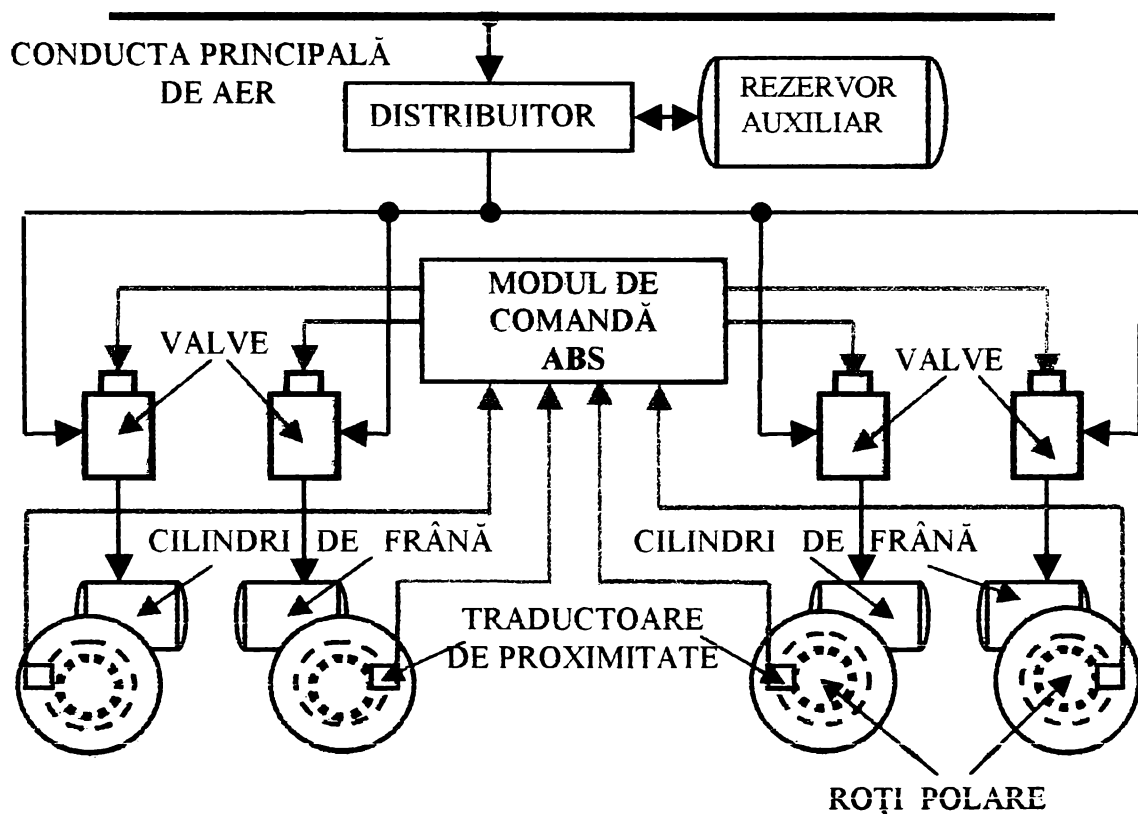 CONDUCTA PRINCIPALĂ
DE AER
DISTRIBUITOR
REZERVOR
AUXILIAR
MODUL DE
COMANDĂ
ABS
VALVE
VALVE
CILINDRI DE FRÂNĂ
CILINDRI DE FRÂNĂ
TRADUCTOARE
DE PROXIMITATE
ROȚI POLARE